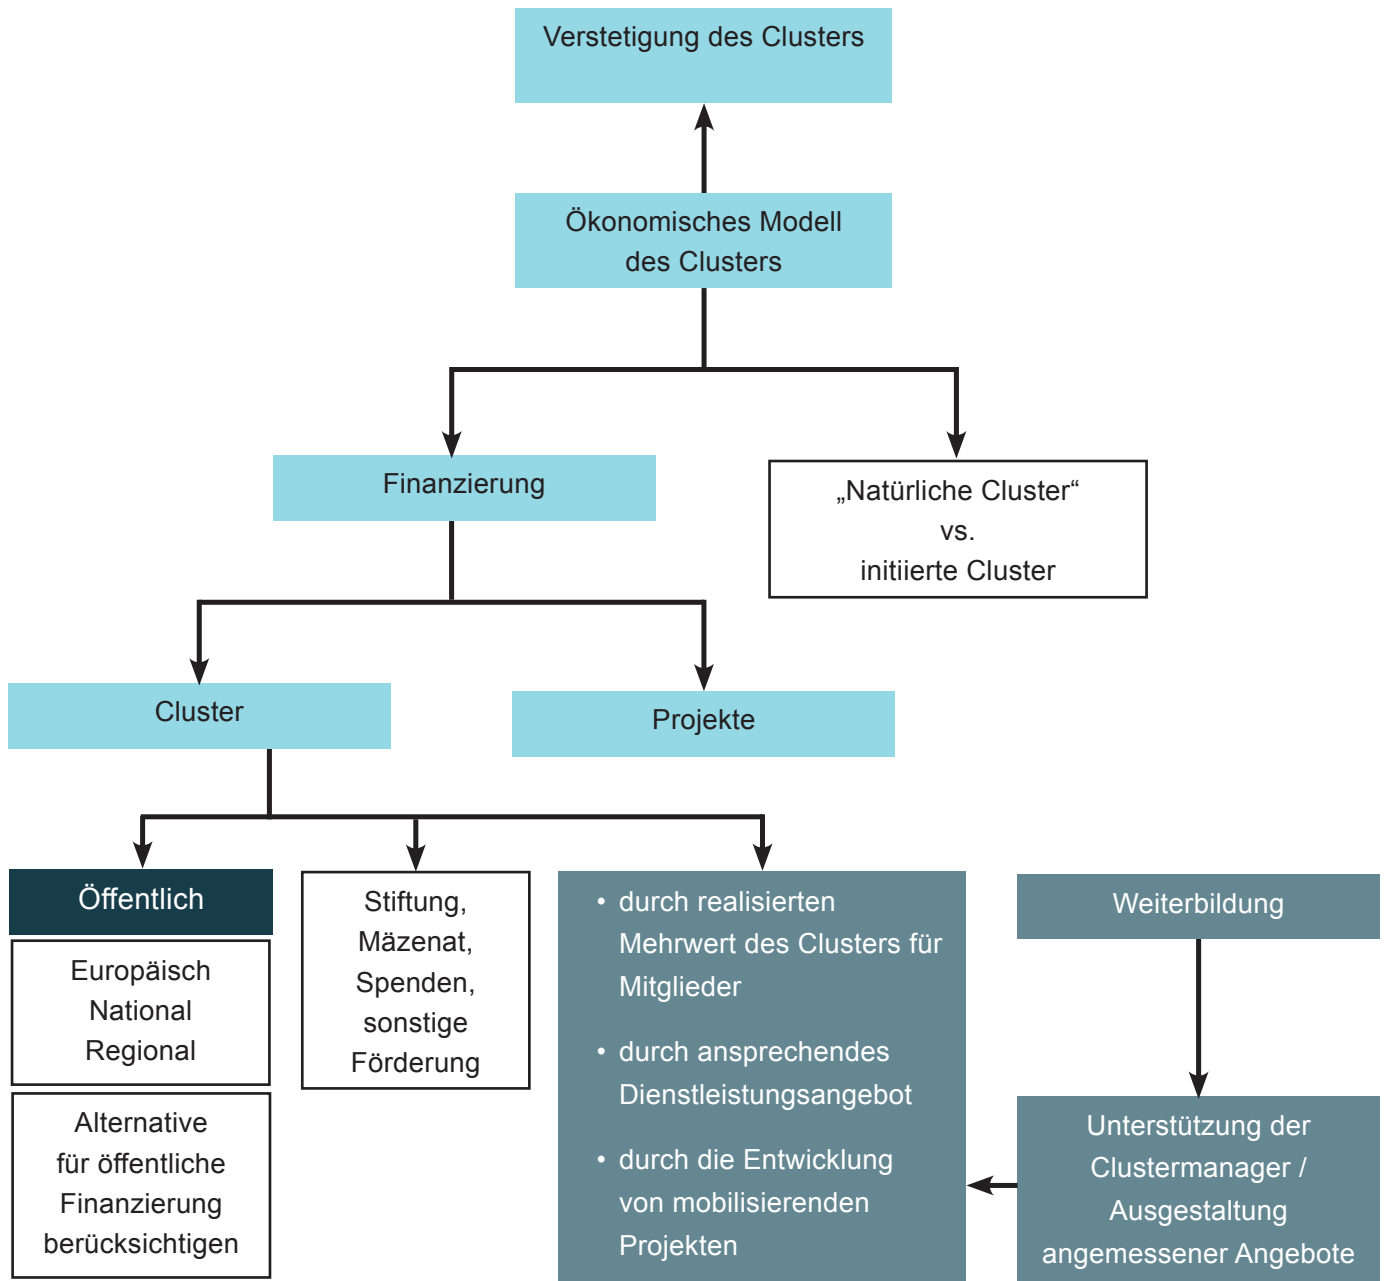 Verstetigung des Clusters
Ökonomisches Modell
des Clusters
Finanzierung
„Natürliche Cluster“
vs.
initiierte Cluster
Cluster
Projekte
Öffentlich
Europäisch
National
Regional
Alternative
für öffentliche
Finanzierung
berücksichtigen
Stiftung,
Mäzenat,
Spenden,
sonstige
Förderung
• durch realisierten
Mehrwert des Clusters für
Mitglieder
• durch ansprechendes
Dienstleistungsangebot
• durch die Entwicklung
von mobilisierenden
Projekten
Weiterbildung
Unterstützung der
Clustermanager /
Ausgestaltung
angemessener Angebote